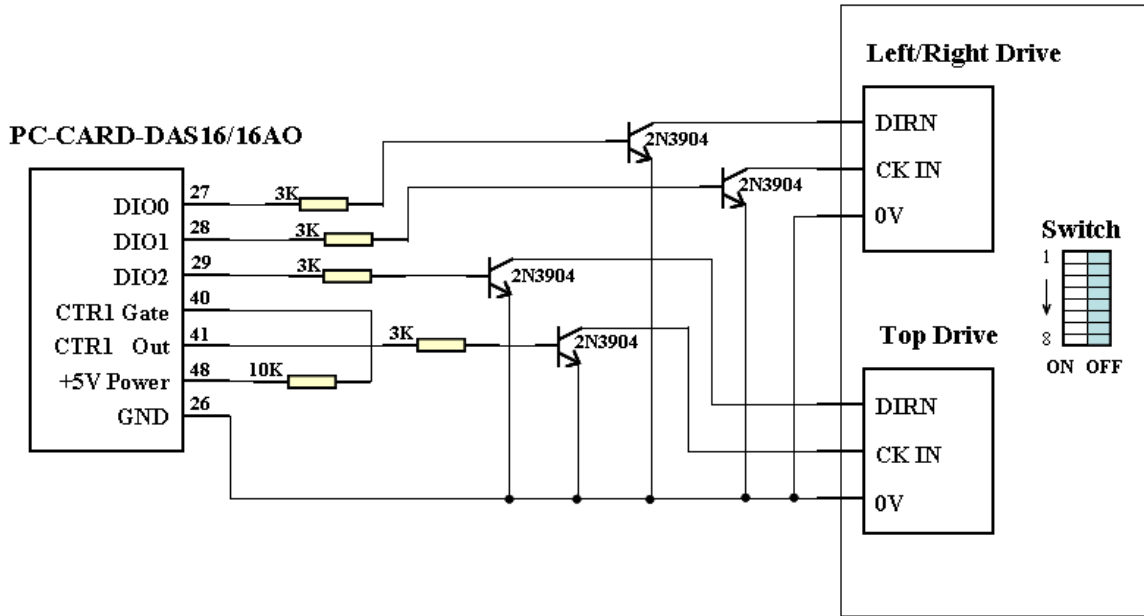 PC-CARD-DAS16/16AO
DIO0
27
3K
DIO1
28
3K
DIO2
29
3K
CTR1 Gate
40
CTR1 Out
41
3K
+5V Power
48
10K
GND
26
2N3904
2N3904
2N3904
2N3904
Left/Right Drive
DIRN
CK IN
0V
Top Drive
DIRN
CK IN
0V
Switch
1
8
ON OFF